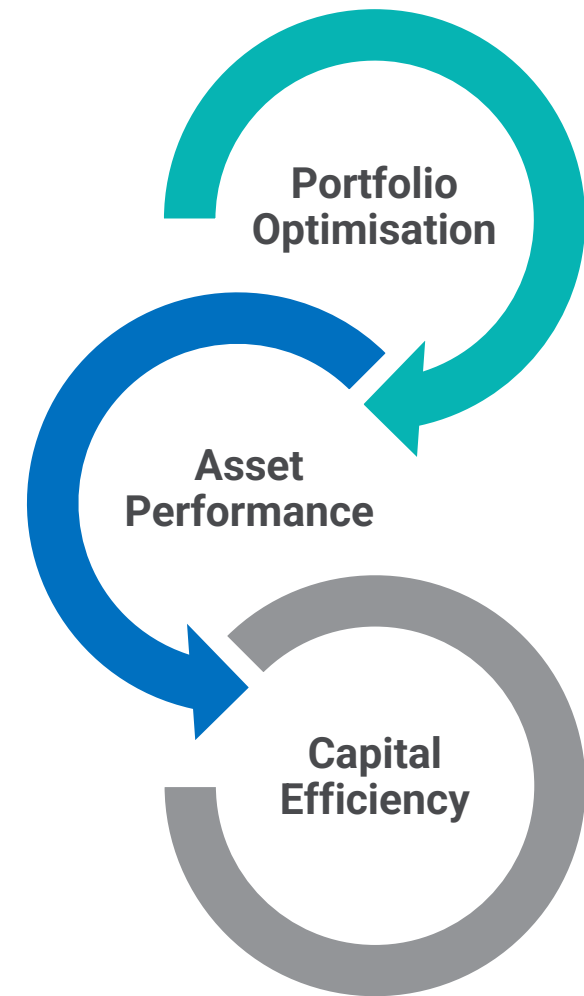 Portfolio
Optimisation
Asset
Performance
Capital
Efficiency